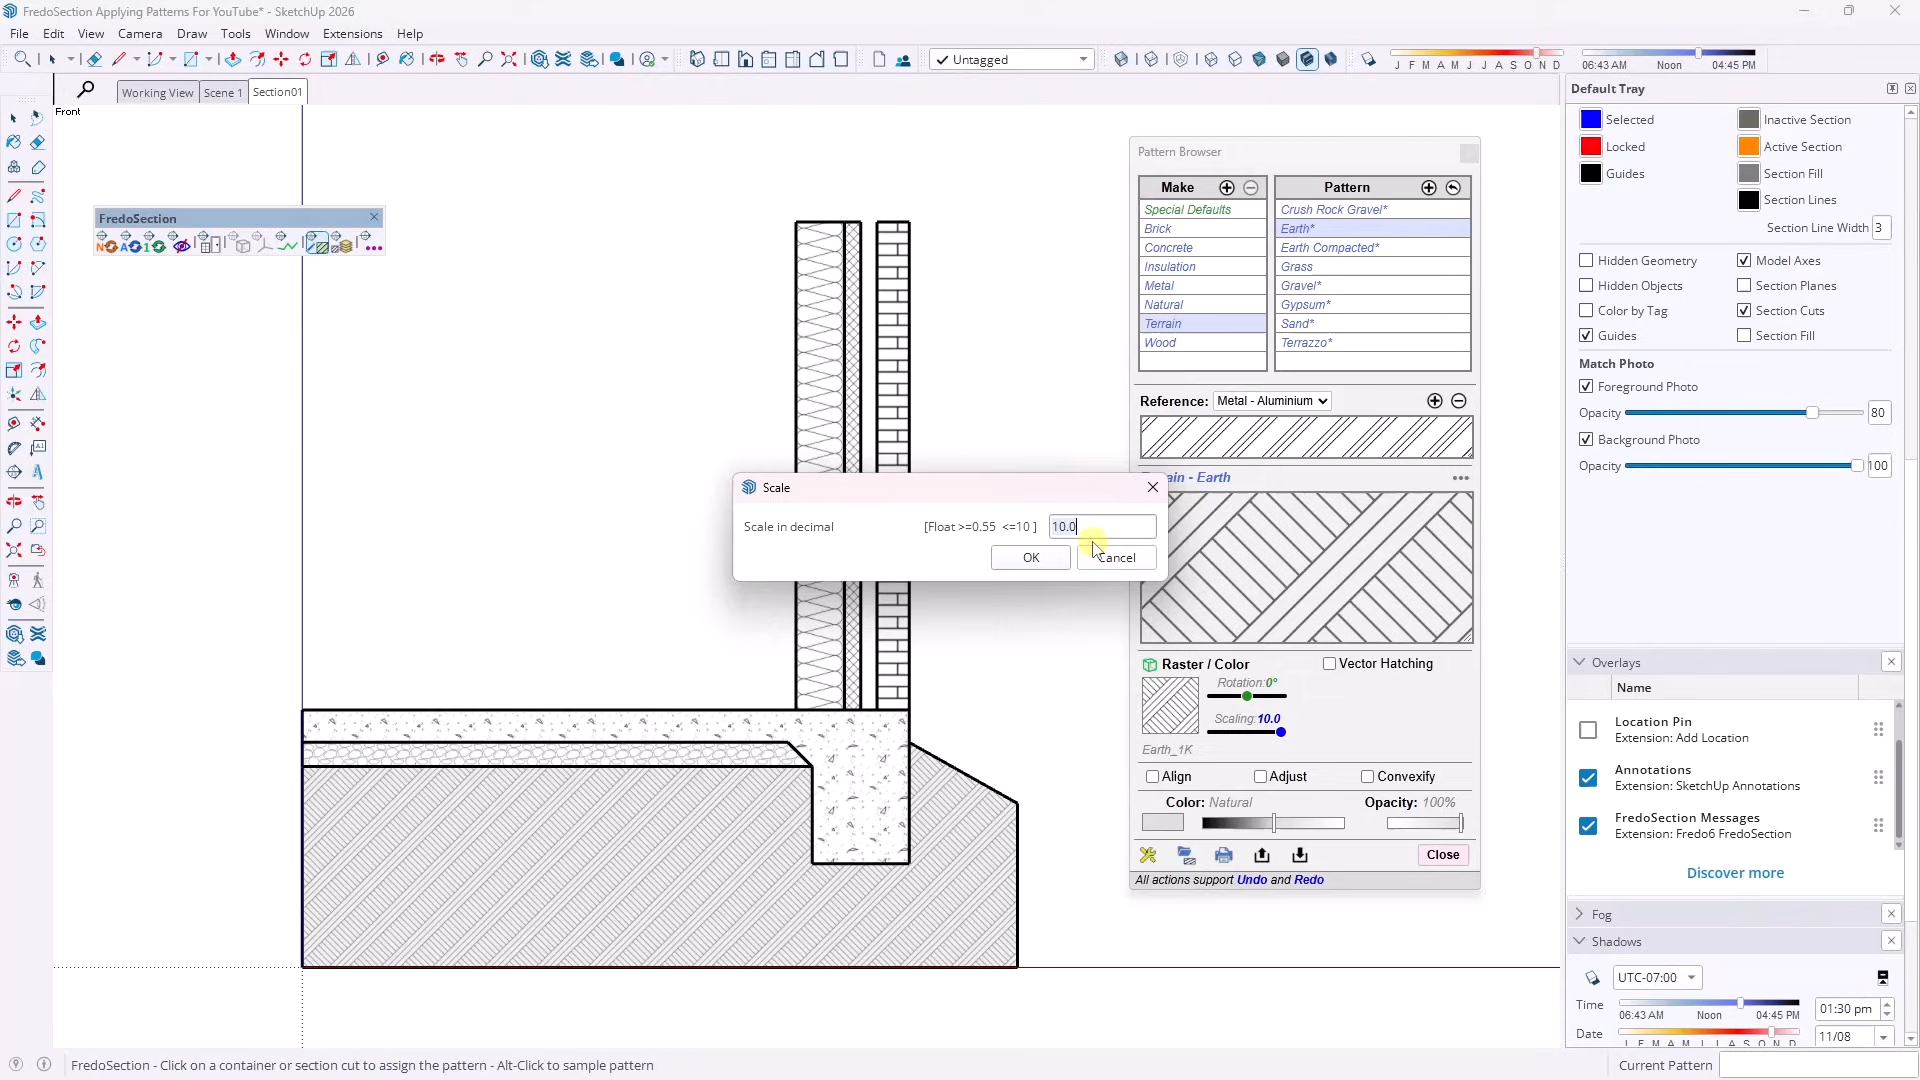 FredoSection Applying Patterns For YouTube* - SketchUp 2026
File Edit View Camera Draw Tools Window Extensions Help
Untagged
J F M A M J J A S O N D
06:43 AM Noon 04:45 PM
Working View Scene 1 Section01
Front
FredoSection
Pattern Browser
Make Pattern
Special Defaults Crush Rock Gravel*
Brick Earth*
Concrete Earth Compacted*
Insulation Grass
Metal Gravel*
Natural Gypsum*
Terrain Sand*
Wood Terrazzo*
Reference: Metal - Aluminium
ain - Earth
Scale
Scale in decimal [Float >=0.55 <=10 ] 10.0
OK Cancel
Raster / Color Vector Hatching
Rotation:0°
Scaling:10.0
Earth_1K
Align Adjust Convexify
Color: Natural Opacity: 100%
Close
All actions support Undo and Redo
Default Tray
Selected Inactive Section
Locked Active Section
Guides Section Fill
Section Lines
Section Line Width 3
Hidden Geometry Model Axes
Hidden Objects Section Planes
Color by Tag Section Cuts
Guides Section Fill
Match Photo
Foreground Photo
Opacity 80
Background Photo
Opacity 100
Overlays
Name
Location Pin
Extension: Add Location
Annotations
Extension: SketchUp Annotations
FredoSection Messages
Extension: Fredo6 FredoSection
Discover more
Fog
Shadows
UTC-07:00
Time 06:43 AM Noon 04:45 PM 01:30 pm
Date J F M A M J J A S O N D 11/08
FredoSection - Click on a container or section cut to assign the pattern - Alt-Click to sample pattern
Current Pattern